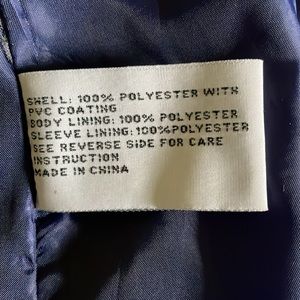 SHELL: 100% POLYESTER WITH
PVC COATING
BODY LINING: 100% POLYESTER
SLEEVE LINING:100%POLYESTER
SEE REVERSE SIDE FOR CARE
INSTRUCTION
MADE IN CHINA